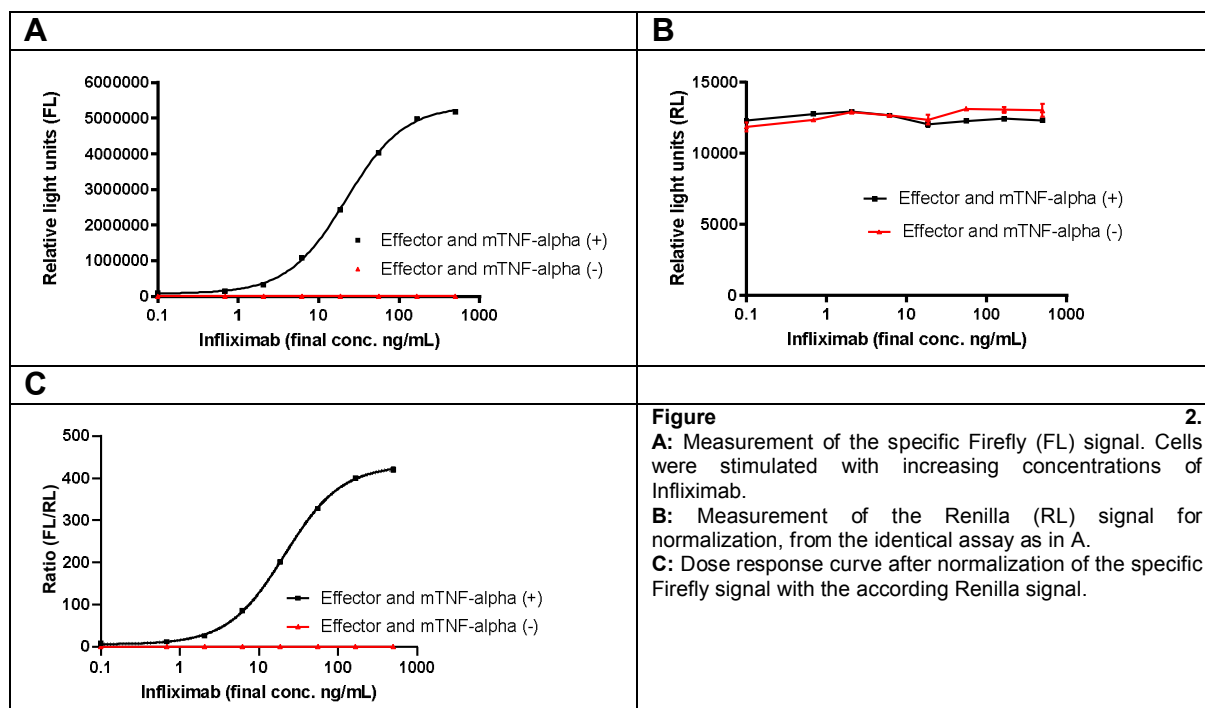 A
B
Relative light units (FL)
6000000
5000000
4000000
3000000
2000000
1000000
0
Effector and mTNF-alpha (+)
Effector and mTNF-alpha (-)
0.1 1 10 100 1000
Infliximab (final conc. ng/mL)
Relative light units (RL)
15000
10000
5000
0
Effector and mTNF-alpha (+)
Effector and mTNF-alpha (-)
0.1 1 10 100 1000
Infliximab (final conc. ng/mL)
C
Ratio (FL/RL)
500
400
300
200
100
0
Effector and mTNF-alpha (+)
Effector and mTNF-alpha (-)
0.1 1 10 100 1000
Infliximab (final conc. ng/mL)
Figure 2.
A: Measurement of the specific Firefly (FL) signal. Cells
were stimulated with increasing concentrations of
Infliximab.
B: Measurement of the Renilla (RL) signal for
normalization, from the identical assay as in A.
C: Dose response curve after normalization of the specific
Firefly signal with the according Renilla signal.